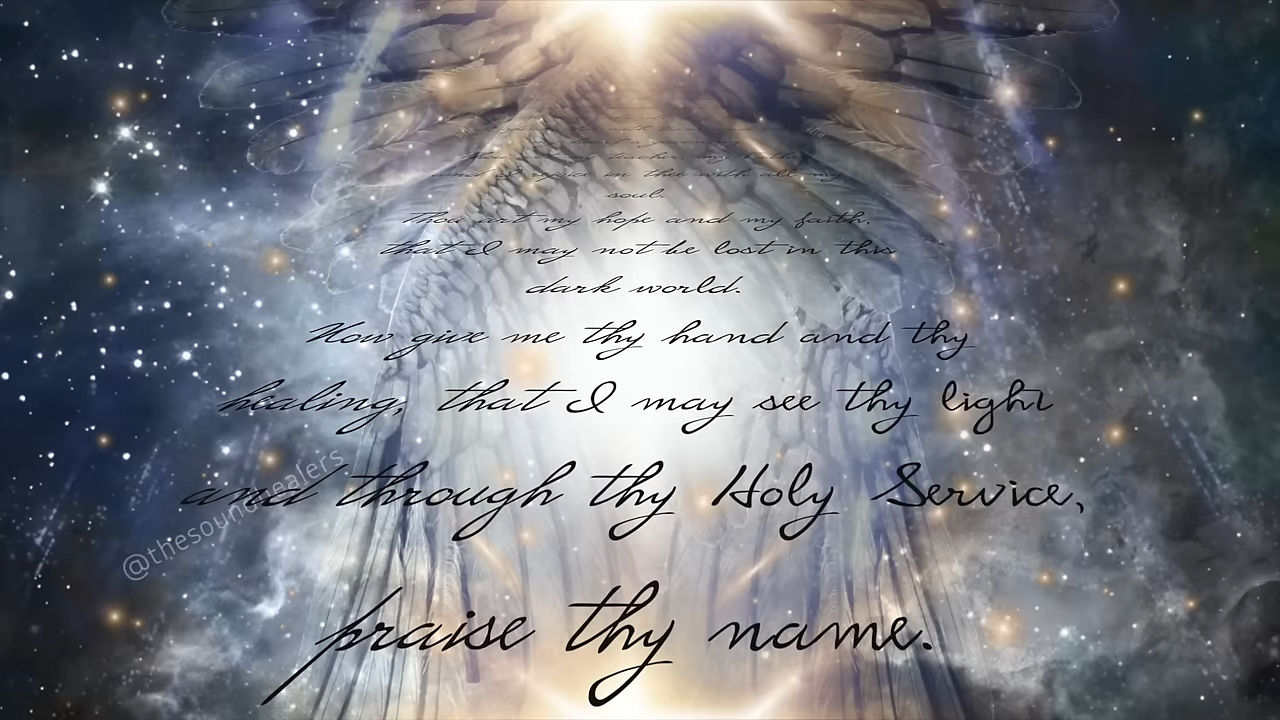 and I rejoice in thee with all my
soul.
Thou art my hope and my faith,
that I may not be lost in this
dark world.
Now give me thy hand and thy
healing, that I may see thy light
and through thy Holy Service,
praise thy name.
@thesoundhealers